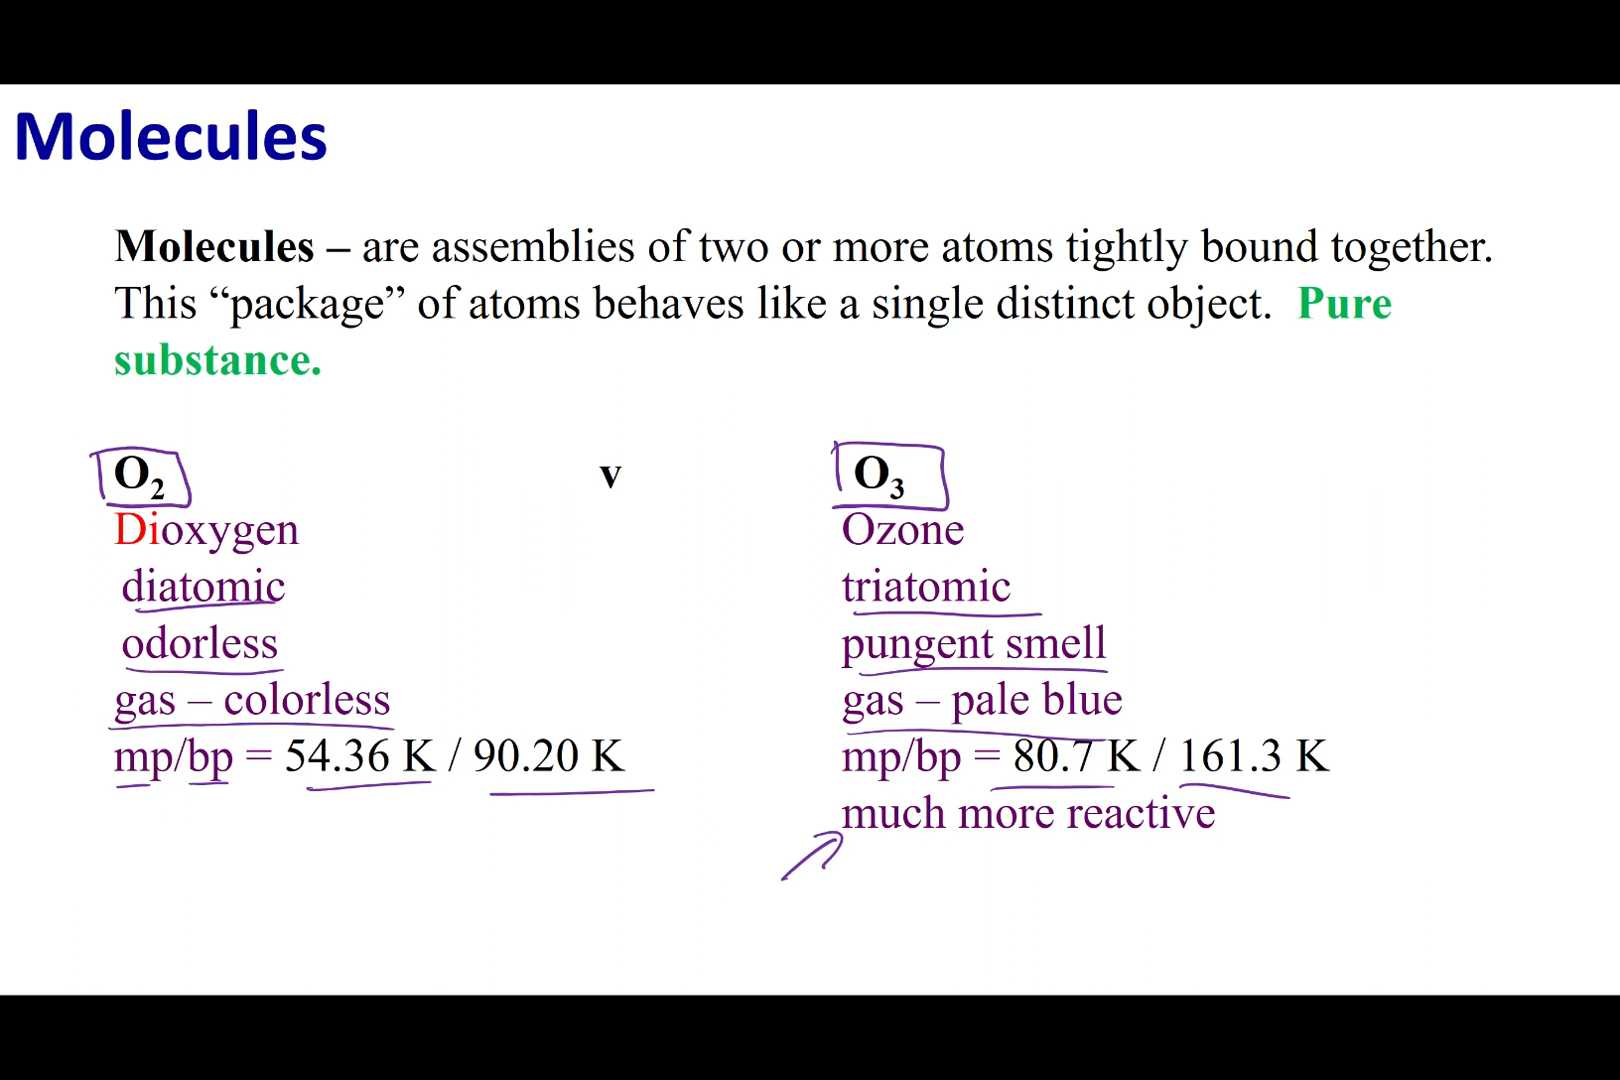 Molecules
Molecules – are assemblies of two or more atoms tightly bound together.
This “package” of atoms behaves like a single distinct object. Pure
substance.
O₂ v O₃
Dioxygen Ozone
diatomic triatomic
odorless pungent smell
gas – colorless gas – pale blue
mp/bp = 54.36 K / 90.20 K mp/bp = 80.7 K / 161.3 K
much more reactive